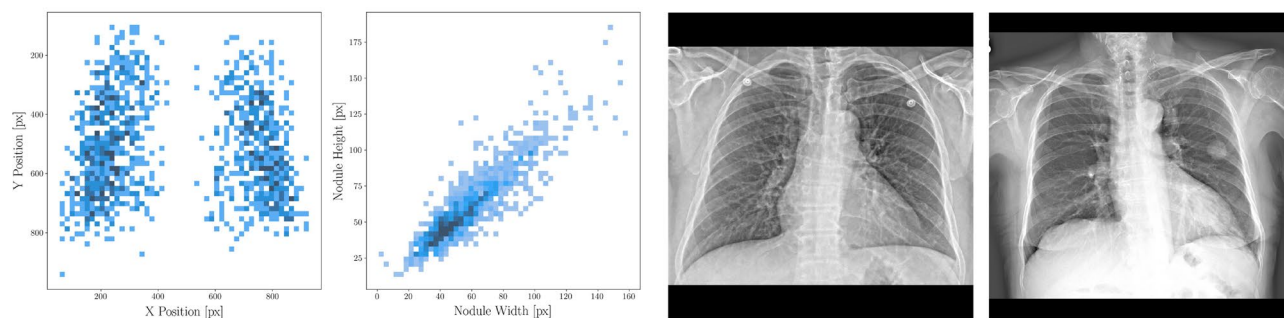 200
400
600
800
Y Position [px]
200 400 600 800
X Position [px]
175
150
125
100
75
50
25
Nodule Height [px]
0 20 40 60 80 100 120 140 160
Nodule Width [px]